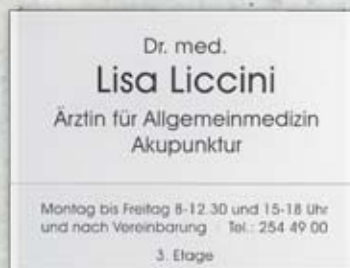 Dr. med.
Lisa Liccini
Ärztin für Allgemeinmedizin
Akupunktur
Montag bis Freitag 8-12.30 und 15-18 Uhr
und nach Vereinbarung Tel.: 254 49 00
3. Etage